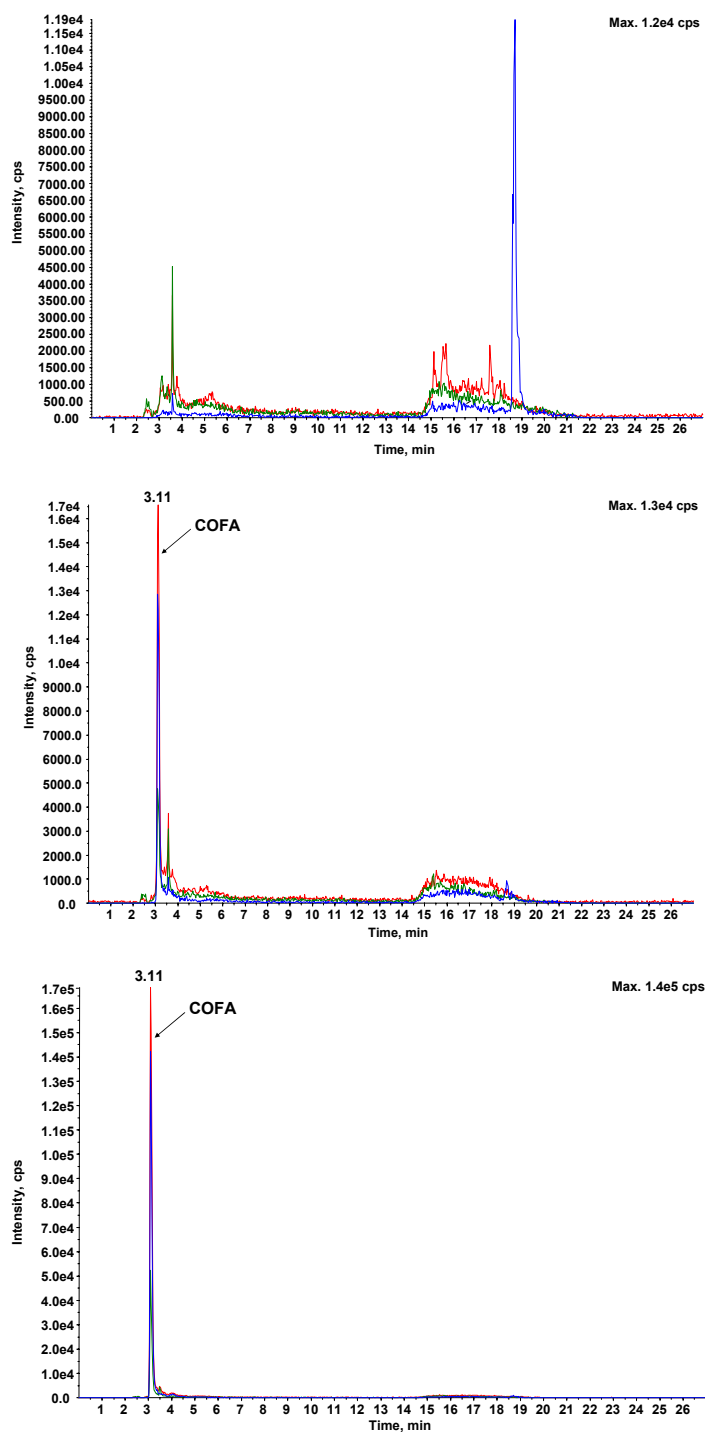 Max. 1.2e4 cps
1.19e4
1.15e4
1.10e4
1.05e4
1.00e4
9500.00
9000.00
8500.00
8000.00
7500.00
7000.00
6500.00
6000.00
5500.00
5000.00
4500.00
4000.00
3500.00
3000.00
2500.00
2000.00
1500.00
1000.00
500.00
0.00
Intensity, cps
1 2 3 4 5 6 7 8 9 10 11 12 13 14 15 16 17 18 19 20 21 22 23 24 25 26
Time, min
3.11
Max. 1.3e4 cps
COFA
1.7e4
1.6e4
1.5e4
1.4e4
1.3e4
1.2e4
1.1e4
1.0e4
9000.0
8000.0
7000.0
6000.0
5000.0
4000.0
3000.0
2000.0
1000.0
0.0
Intensity, cps
1 2 3 4 5 6 7 8 9 10 11 12 13 14 15 16 17 18 19 20 21 22 23 24 25 26
Time, min
3.11
Max. 1.4e5 cps
COFA
1.7e5
1.6e5
1.5e5
1.4e5
1.3e5
1.2e5
1.1e5
1.0e5
9.0e4
8.0e4
7.0e4
6.0e4
5.0e4
4.0e4
3.0e4
2.0e4
1.0e4
0.0
Intensity, cps
1 2 3 4 5 6 7 8 9 10 11 12 13 14 15 16 17 18 19 20 21 22 23 24 25 26
Time, min